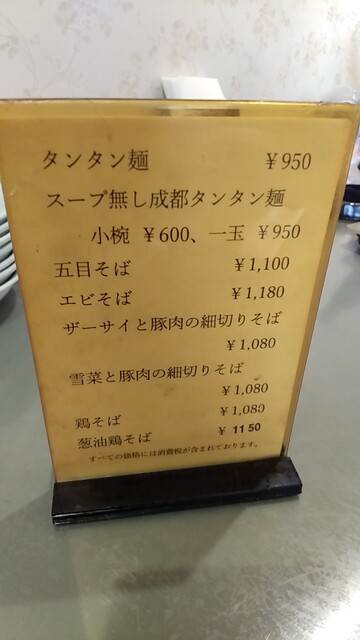 タンタン麺 ¥950
スープ無し成都タンタン麺
小椀 ¥600、一玉 ¥950
五目そば ¥1,100
エビそば ¥1,180
ザーサイと豚肉の細切りそば
¥1,080
雪菜と豚肉の細切りそば
¥1,080
鶏そば ¥1,080
葱油鶏そば ¥1150
すべての価格には消費税が含まれております。